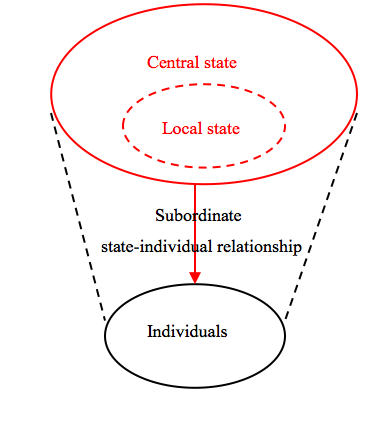 Central state
Local state
Subordinate
state-individual relationship
Individuals